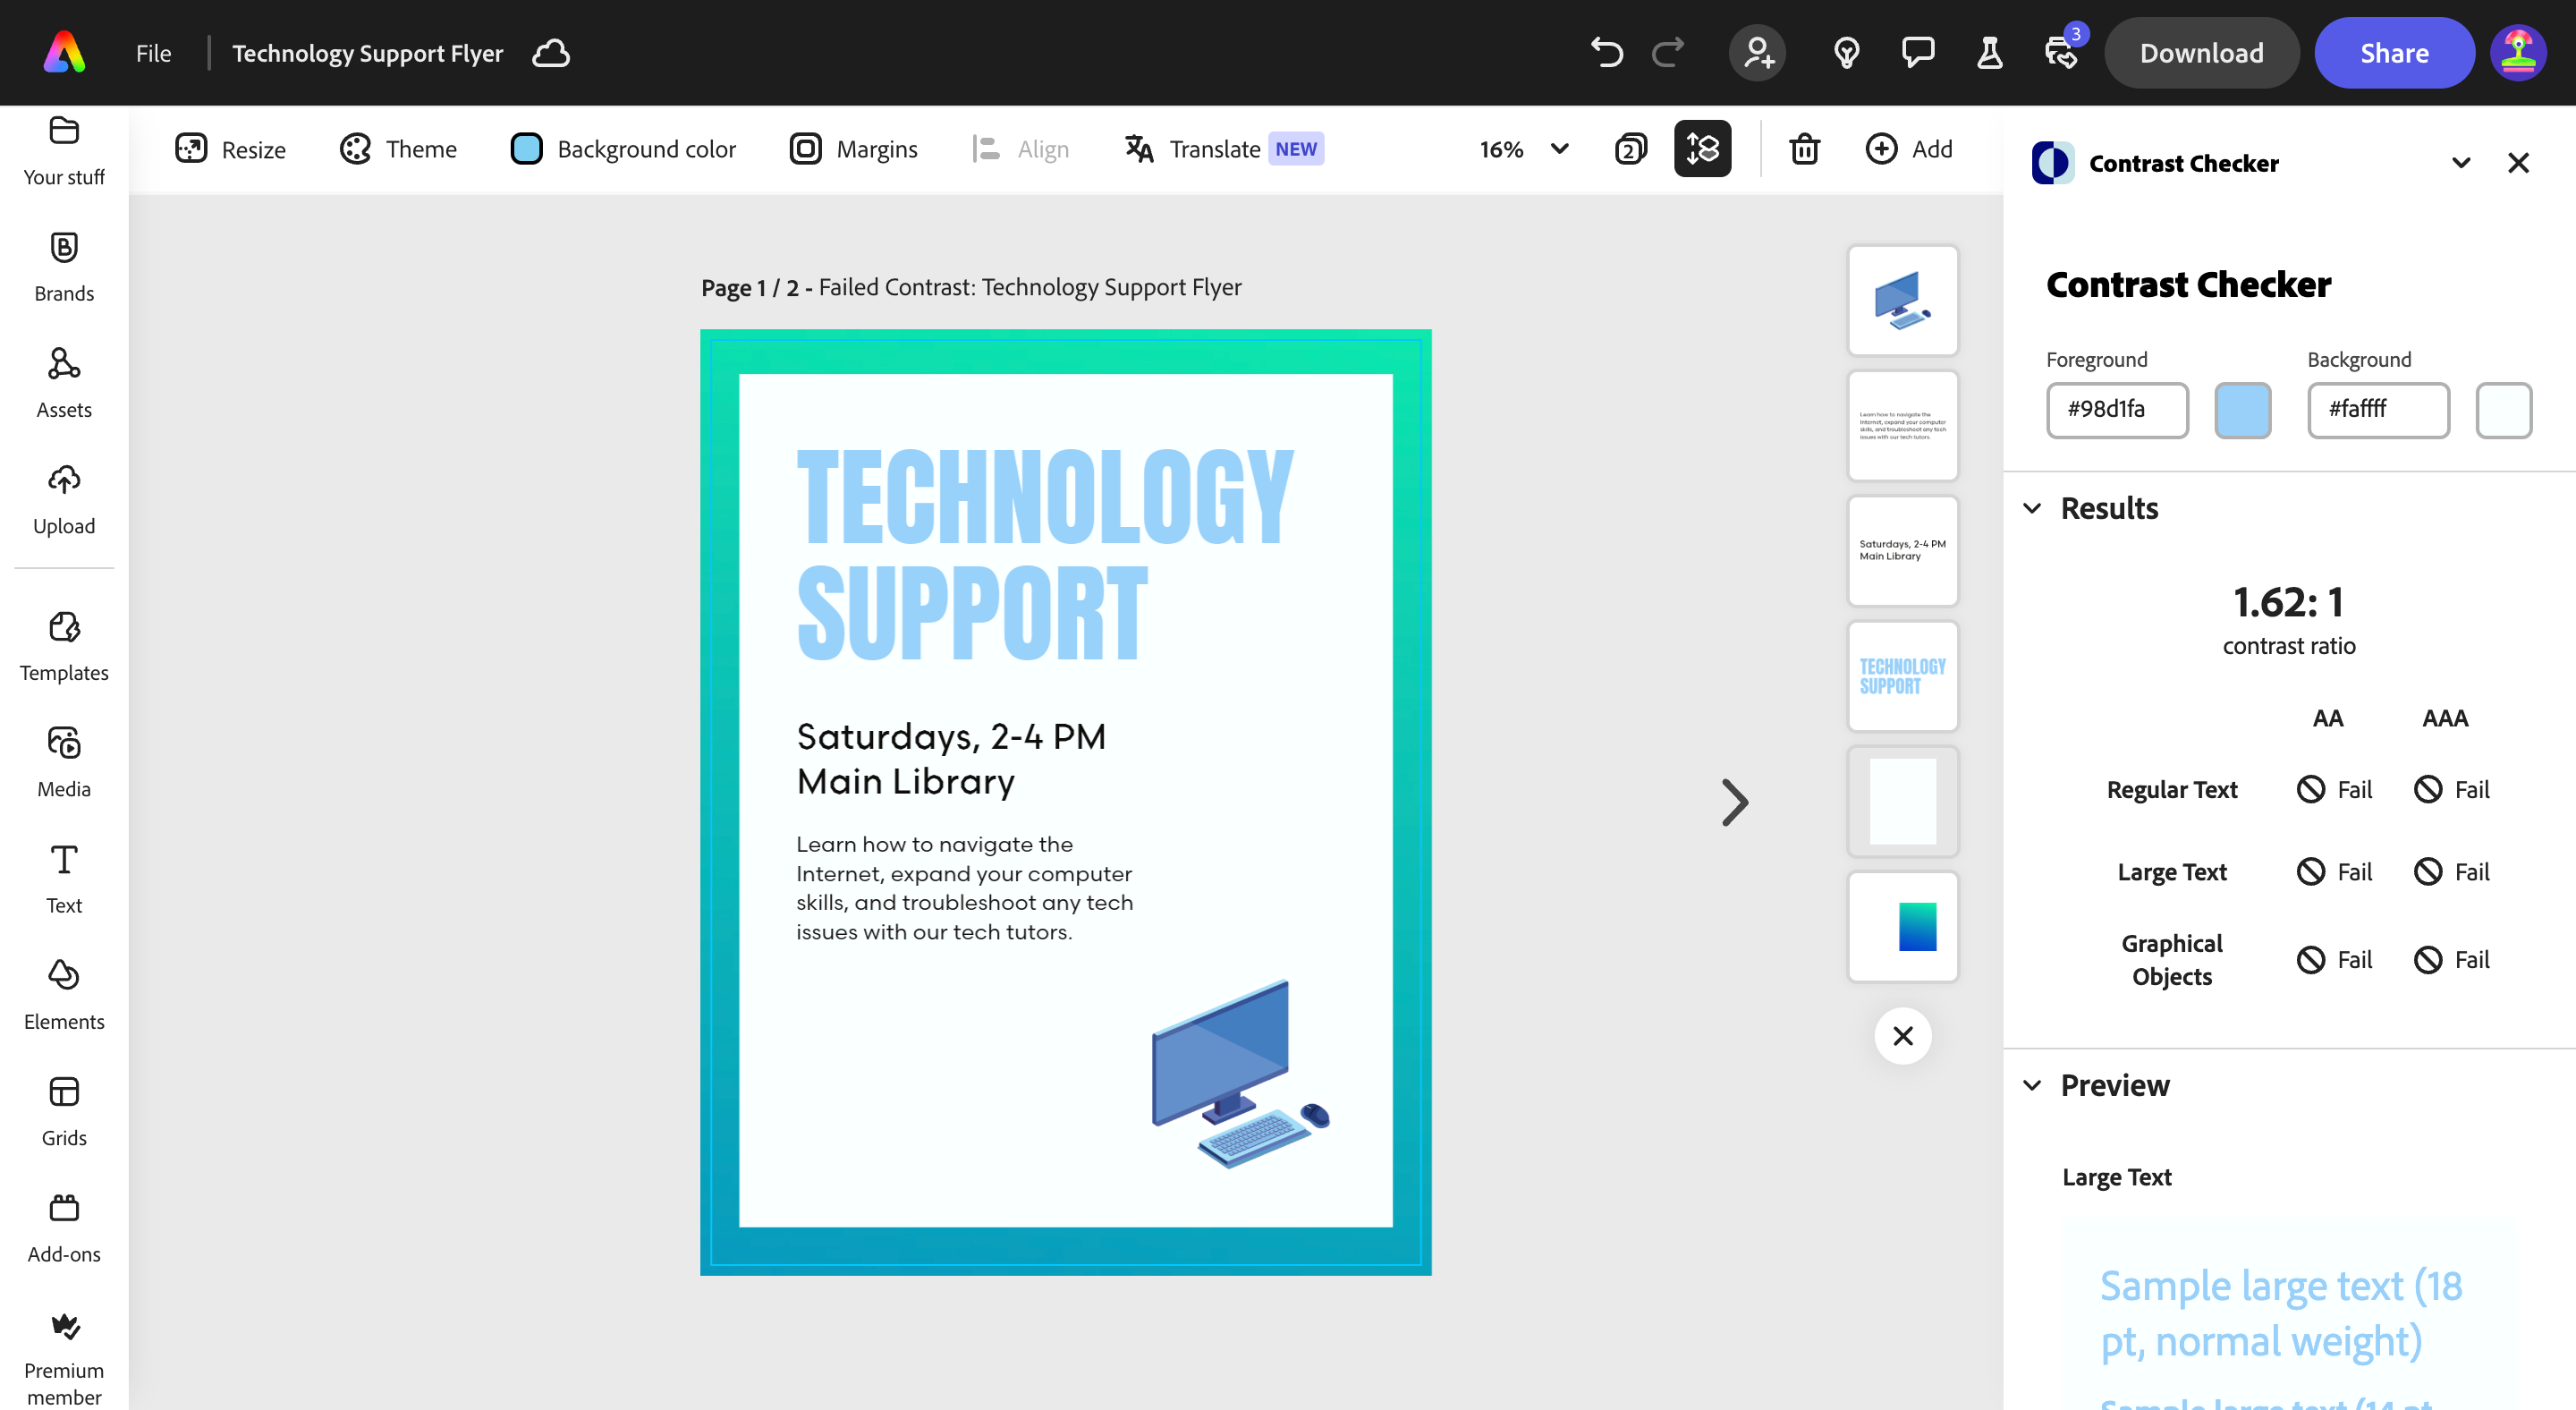 File
Technology Support Flyer
3
Download
Share
Your stuff
Brands
Assets
Upload
Templates
Media
Text
Elements
Grids
Add-ons
Premium
member
Resize
Theme
Background color
Margins
Align
Translate NEW
16%
2
Add
Page 1 / 2 - Failed Contrast: Technology Support Flyer
TECHNOLOGY
SUPPORT
Saturdays, 2-4 PM
Main Library
Learn how to navigate the
Internet, expand your computer
skills, and troubleshoot any tech
issues with our tech tutors.
Learn how to navigate the
Internet, expand your computer
skills, and troubleshoot any tech
issues with our tech tutors.
Saturdays, 2-4 PM
Main Library
TECHNOLOGY
SUPPORT
Contrast Checker
Contrast Checker
Foreground
Background
#98d1fa
#faffff
Results
1.62: 1
contrast ratio
AA AAA
Regular Text Fail Fail
Large Text Fail Fail
Graphical
Objects Fail Fail
Preview
Large Text
Sample large text (18
pt, normal weight)
Sample large text (14 pt